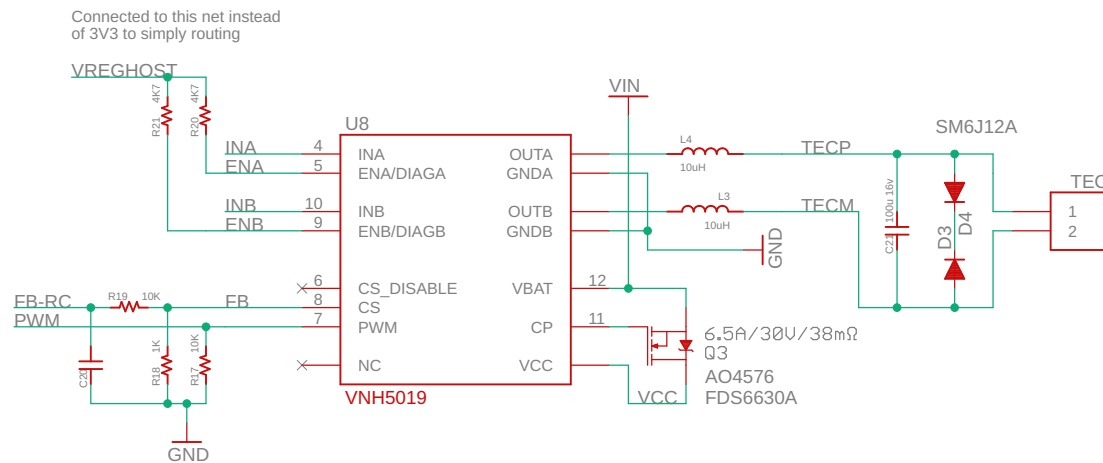 Connected to this net instead
of 3V3 to simply routing
VREGHOST
4K7
R21
4K7
R20
VIN
U8
SM6J12A
INA
4
INA
OUTA
L4
10uH
TECP
ENA
5
ENA/DIAGA
GNDA
TEC
INB
10
INB
OUTB
L3
10uH
TECM
1
ENB
9
ENB/DIAGB
GNDB
2
GND
C21
100u 16v
D3
D4
6
CS_DISABLE
VBAT
12
FB-RC
R19
10K
FB
8
CS
PWM
7
PWM
CP
11
6.5A/30V/38mΩ
Q3
C20
R18
1K
R17
10K
NC
VCC
AO4576
VNH5019
VCC
FDS6630A
GND